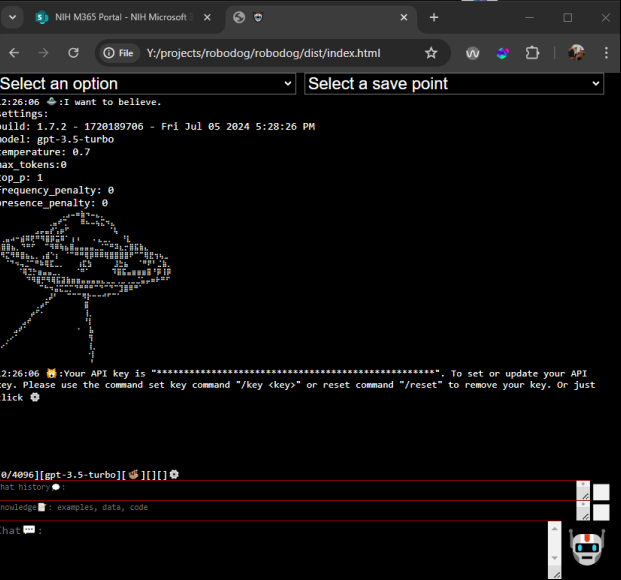 NIH M365 Portal - NIH Microsoft
File Y:/projects/robodog/robodog/dist/index.html
Select an option
Select a save point
2:26:06 :I want to believe.
settings:
build: 1.7.2 - 1720189706 - Fri Jul 05 2024 5:28:26 PM
model: gpt-3.5-turbo
temperature: 0.7
max_tokens:0
top_p: 1
frequency_penalty: 0
presence_penalty: 0
2:26:06 :Your API key is "****************************************************". To set or update your API
key. Please use the command set key command "/key <key>" or reset command "/reset" to remove your key. Or just
click
0/4096][gpt-3.5-turbo][ ][][]
hat history :
nowledge : examples, data, code
Chat :